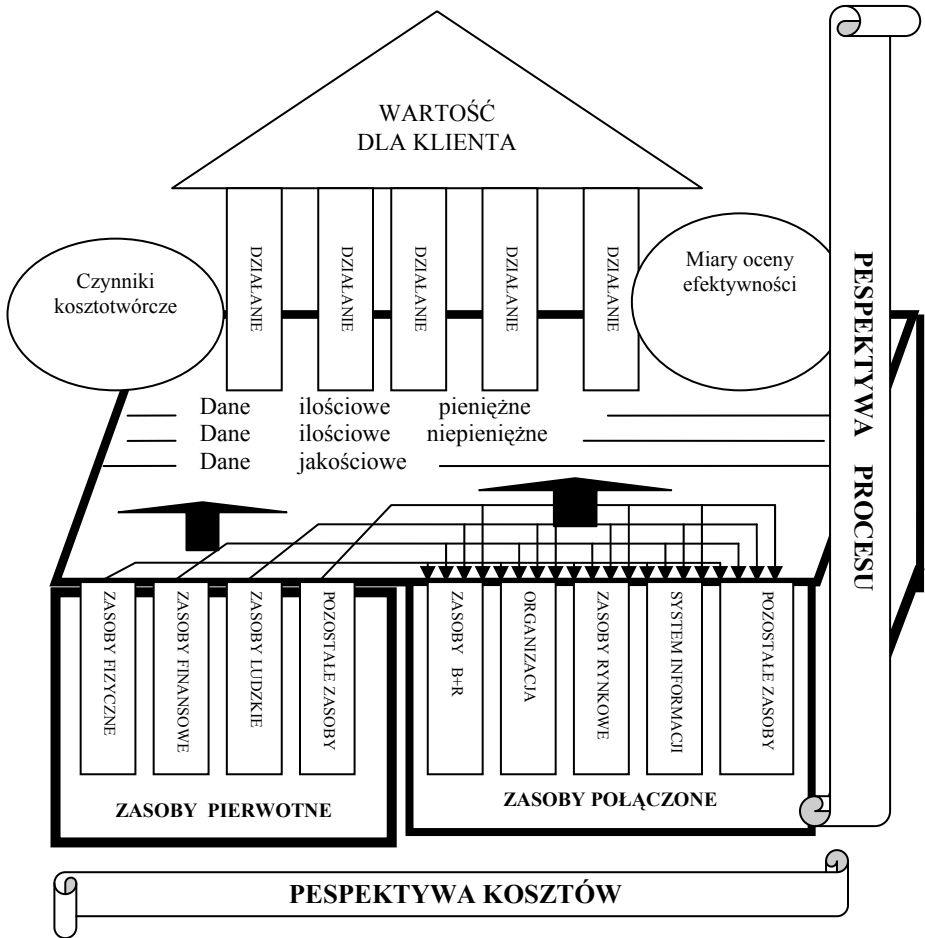 WARTOŚĆ
DLA KLIENTA
Czynniki
kosztotwórcze
DZIAŁANIE
DZIAŁANIE
DZIAŁANIE
DZIAŁANIE
DZIAŁANIE
Miary oceny
efektywności
PESPEKTYWA PROCESU
Dane ilościowe pieniężne
Dane ilościowe niepieniężne
Dane jakościowe
ZASOBY FIZYCZNE
ZASOBY FINANSOWE
ZASOBY LUDZKIE
POZOSTAŁE ZASOBY
ZASOBY B+R
ORGANIZACJA
ZASOBY RYNKOWE
SYSTEM INFORMACJI
POZOSTAŁE ZASOBY
ZASOBY PIERWOTNE
ZASOBY POŁĄCZONE
PESPEKTYWA KOSZTÓW